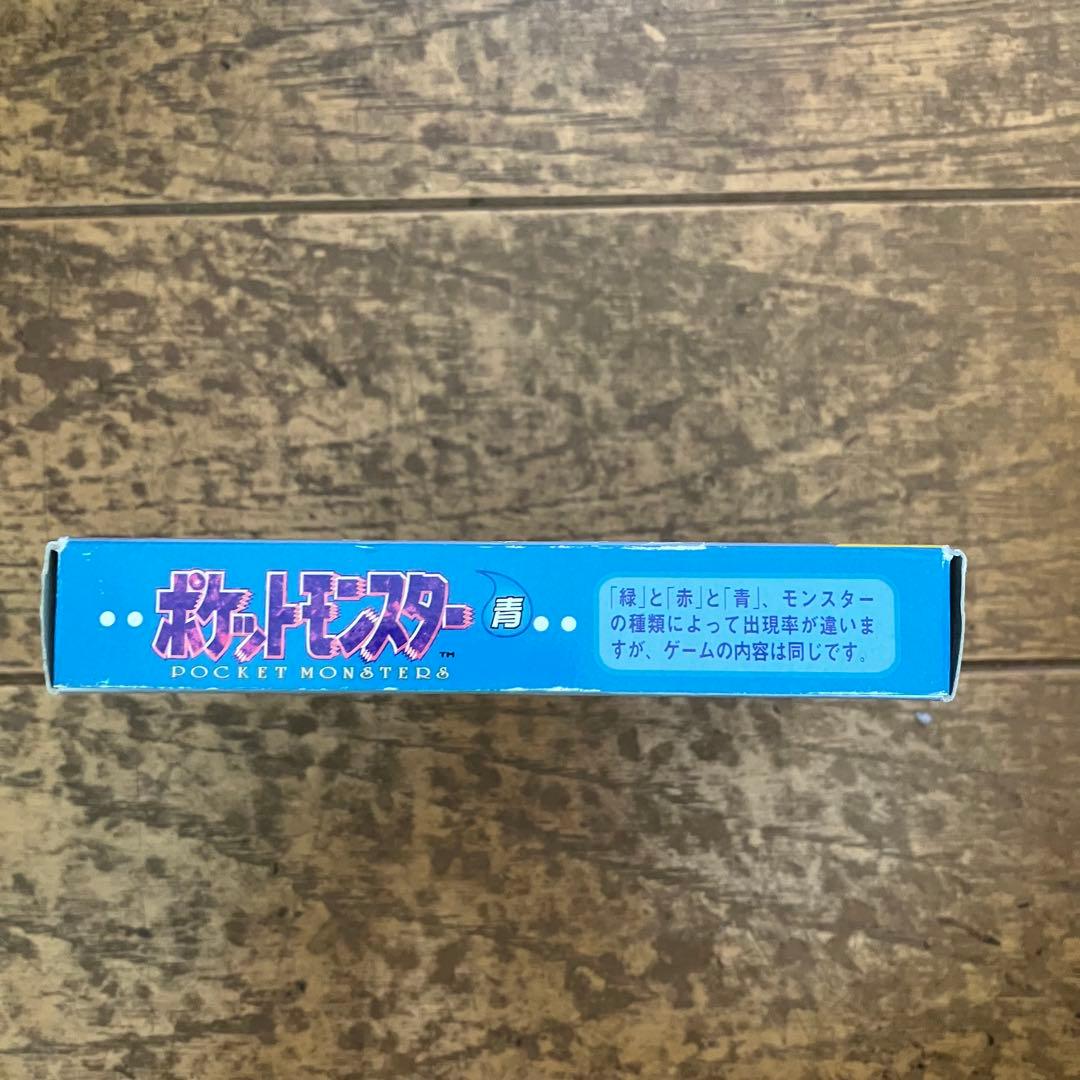 ポケットモンスター
青
TM
POCKET MONSTERS
「緑」と「赤」と「青」、モンスター
の種類によって出現率が違いま
すが、ゲームの内容は同じです。